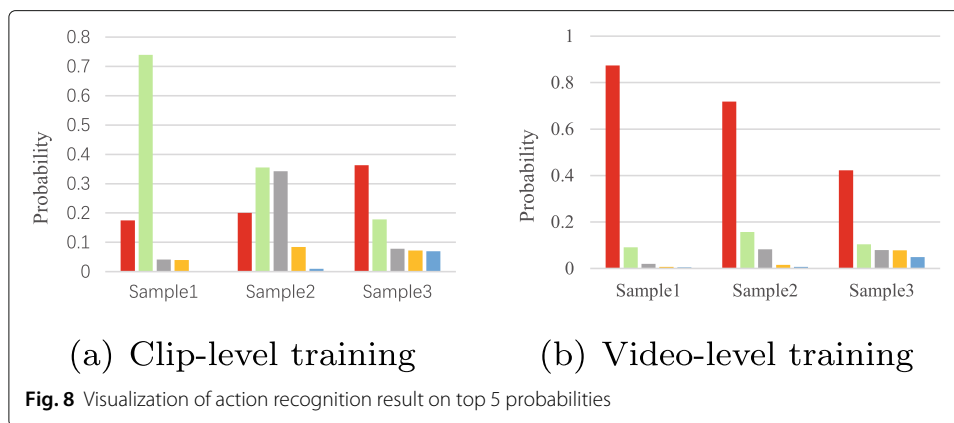 0.8
0.7
0.6
0.5
0.4
0.3
0.2
0.1
0
Probability
Sample1 Sample2 Sample3
(a) Clip-level training
1
0.8
0.6
0.4
0.2
0
Probability
Sample1 Sample2 Sample3
(b) Video-level training
Fig. 8 Visualization of action recognition result on top 5 probabilities